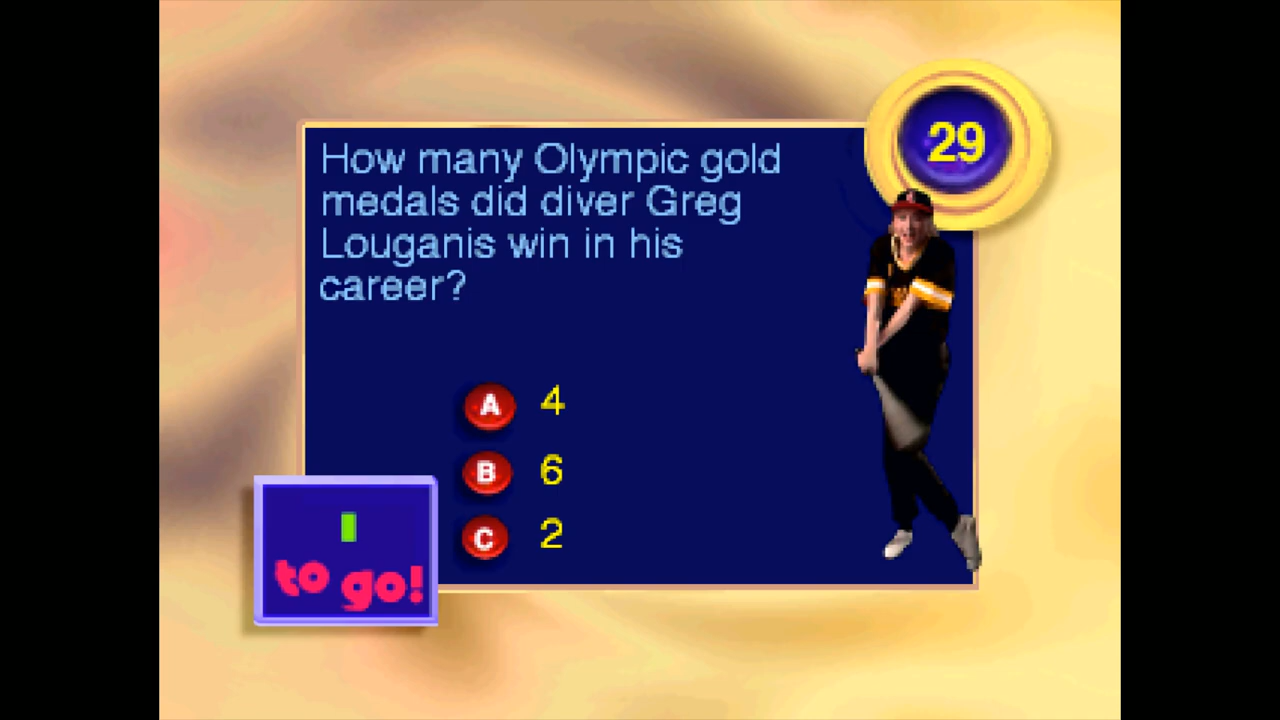 29
How many Olympic gold
medals did diver Greg
Louganis win in his
career?
A 4
B 6
C 2
1
to go!